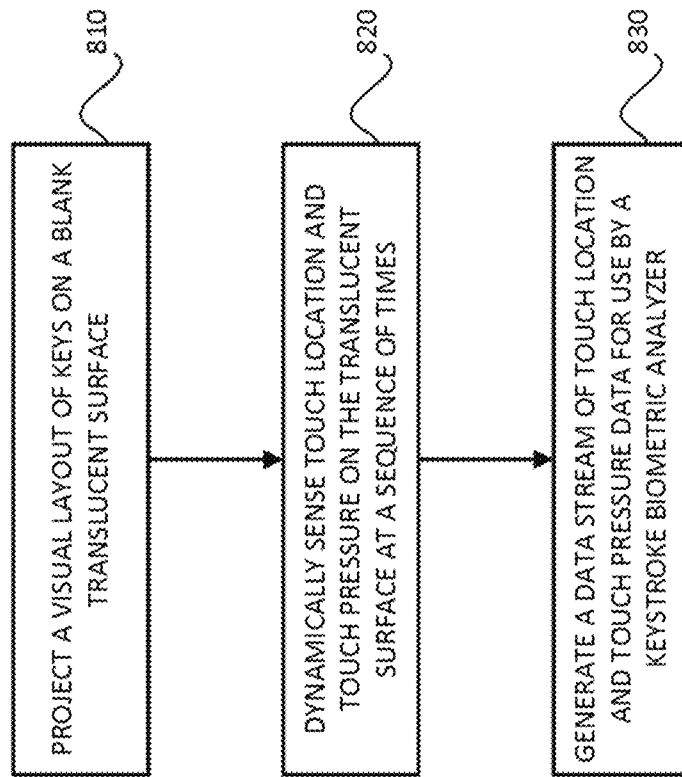 PROJECT A VISUAL LAYOUT OF KEYS ON A BLANK
TRANSLUCENT SURFACE
810
DYNAMICALLY SENSE TOUCH LOCATION AND
TOUCH PRESSURE ON THE TRANSLUCENT
SURFACE AT A SEQUENCE OF TIMES
820
GENERATE A DATA STREAM OF TOUCH LOCATION
AND TOUCH PRESSURE DATA FOR USE BY A
KEYSTROKE BIOMETRIC ANALYZER
830